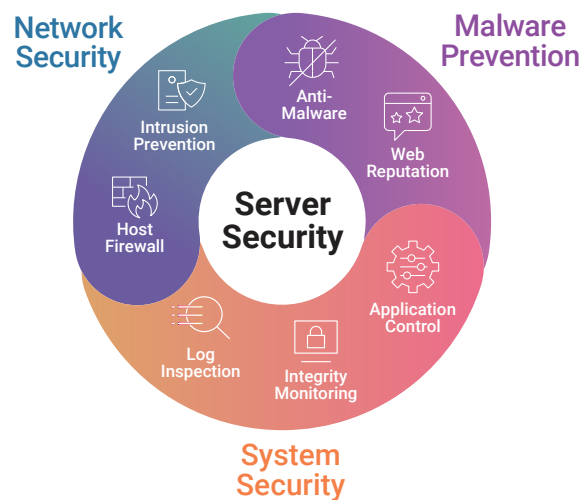 Network
Security
Malware
Prevention
Anti-
Malware
Intrusion
Prevention
Web
Reputation
Server
Security
Host
Firewall
Application
Control
Log
Inspection
Integrity
Monitoring
System
Security